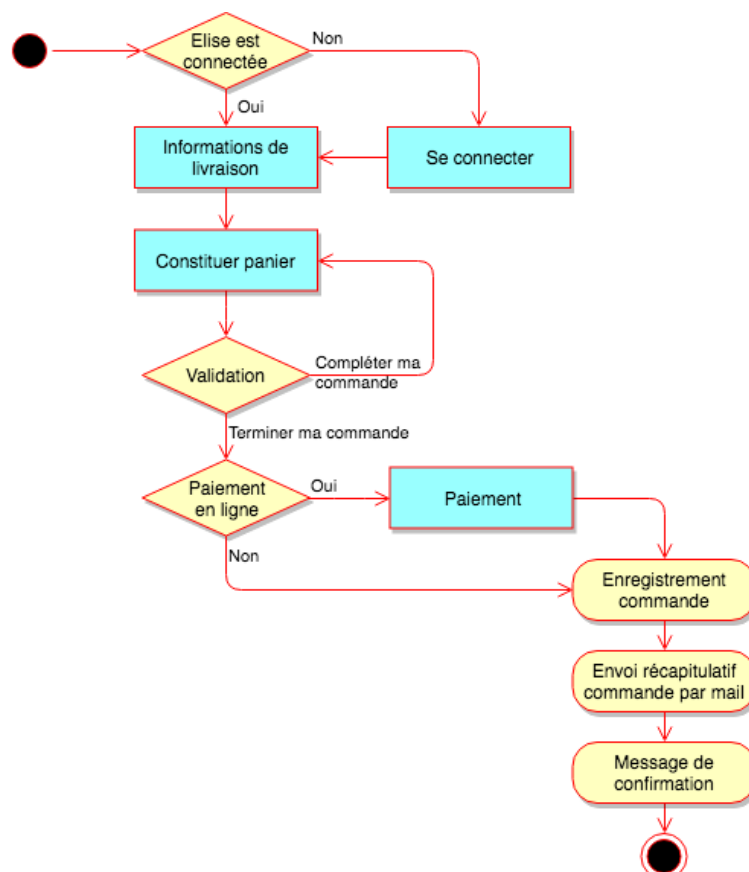 Elise est
connectée
Non
Oui
Informations de
livraison
Se connecter
Constituer panier
Validation
Compléter ma
commande
Terminer ma commande
Paiement
en ligne
Oui
Paiement
Non
Enregistrement
commande
Envoi récapitulatif
commande par mail
Message de
confirmation